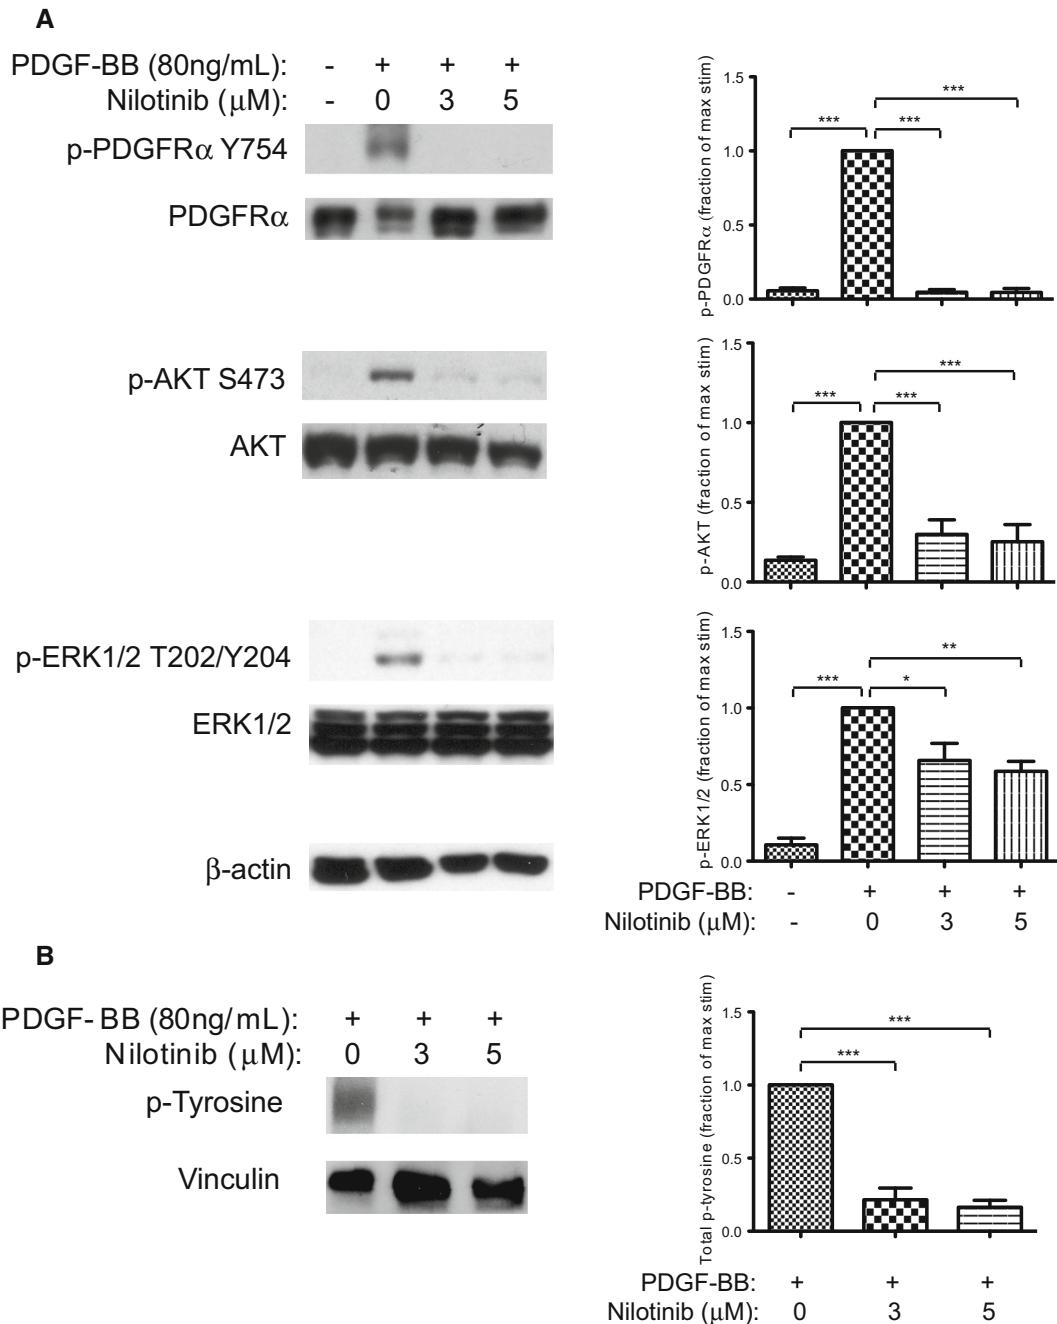 A
PDGF-BB (80ng/mL): - + + +
Nilotinib (μM): - 0 3 5
p-PDGFRα Y754
PDGFRα
p-AKT S473
AKT
p-ERK1/2 T202/Y204
ERK1/2
β-actin
p-PDGFRα (fraction of max stim)
1.5
1.0
0.5
0.0
***
*** ***
p-AKT (fraction of max stim)
1.5
1.0
0.5
0.0
***
*** ***
p-ERK1/2 (fraction of max stim)
1.5
1.0
0.5
0.0
**
*** *
PDGF-BB: - + + +
Nilotinib (μM): - 0 3 5
B
PDGF-BB (80ng/mL): + + +
Nilotinib (μM): 0 3 5
p-Tyrosine
Vinculin
Total p-tyrosine (fraction of max stim)
1.5
1.0
0.5
0.0
***
***
PDGF-BB: + + +
Nilotinib (μM): 0 3 5